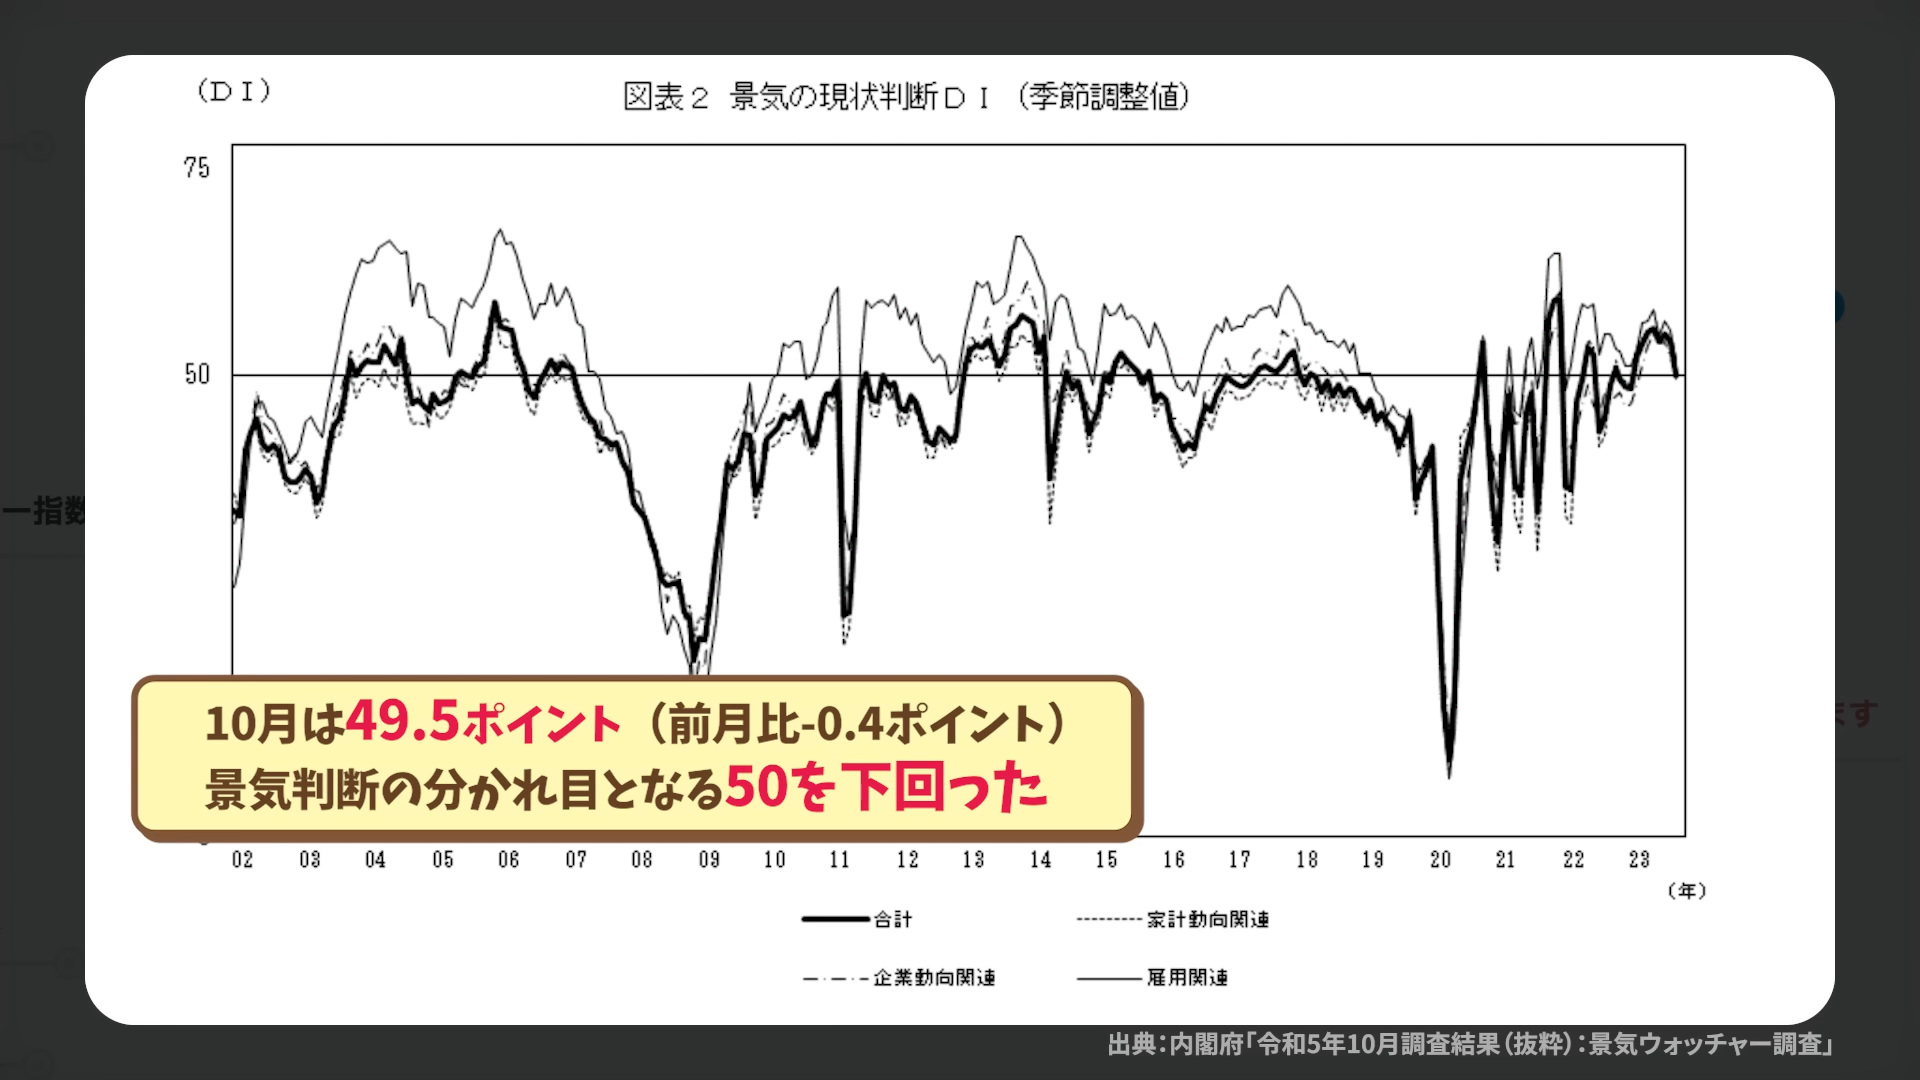 （ＤＩ）
図表２ 景気の現状判断ＤＩ（季節調整値）
75
50
10月は49.5ポイント（前月比-0.4ポイント）
景気判断の分かれ目となる50を下回った
02 03 04 05 06 07 08 09 10 11 12 13 14 15 16 17 18 19 20 21 22 23
（年）
合計 家計動向関連
企業動向関連 雇用関連
出典：内閣府「令和5年10月調査結果（抜粋）：景気ウォッチャー調査」
ー指数
ます